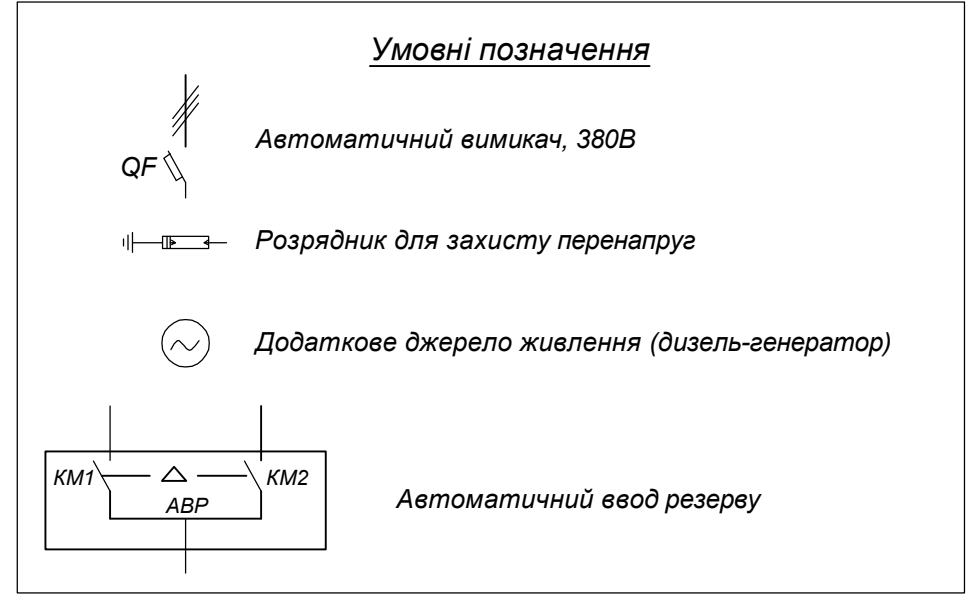 Умовні позначення
Автоматичний вимикач, 380В
QF
Розрядник для захисту перенапруг
Додаткове джерело живлення (дизель-генератор)
КМ1
КМ2
АВР
Автоматичний ввод резерву